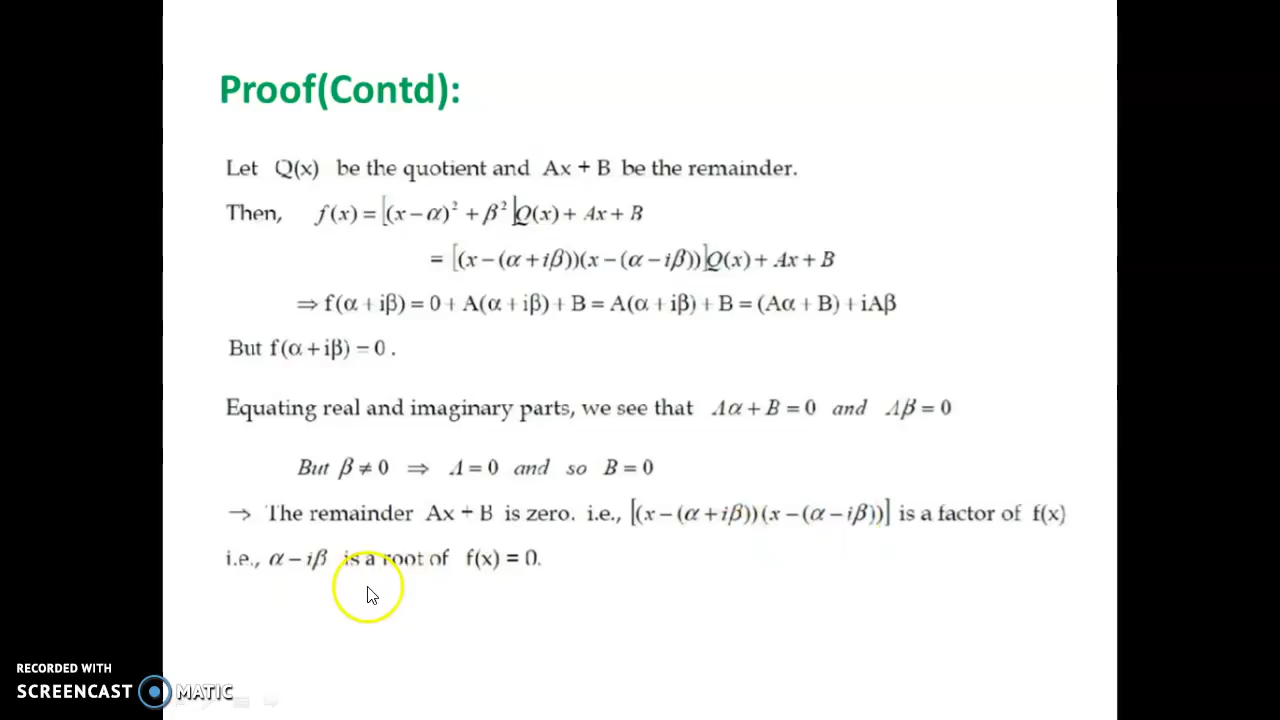 Proof(Contd):
Let Q(x) be the quotient and Ax + B be the remainder.
Then, f(x) = [(x − α)² + β²]Q(x) + Ax + B
= [(x − (α + iβ))(x − (α − iβ))]Q(x) + Ax + B
⇒ f(α + iβ) = 0 + A(α + iβ) + B = A(α + iβ) + B = (Aα + B) + iAβ
But f(α + iβ) = 0 .
Equating real and imaginary parts, we see that Aα + B = 0 and Aβ = 0
But β ≠ 0 ⇒ A = 0 and so B = 0
→ The remainder Ax + B is zero. i.e., [(x − (α + iβ))(x − (α − iβ))] is a factor of f(x)
i.e., α − iβ is a root of f(x) = 0.
RECORDED WITH
SCREENCAST MATIC